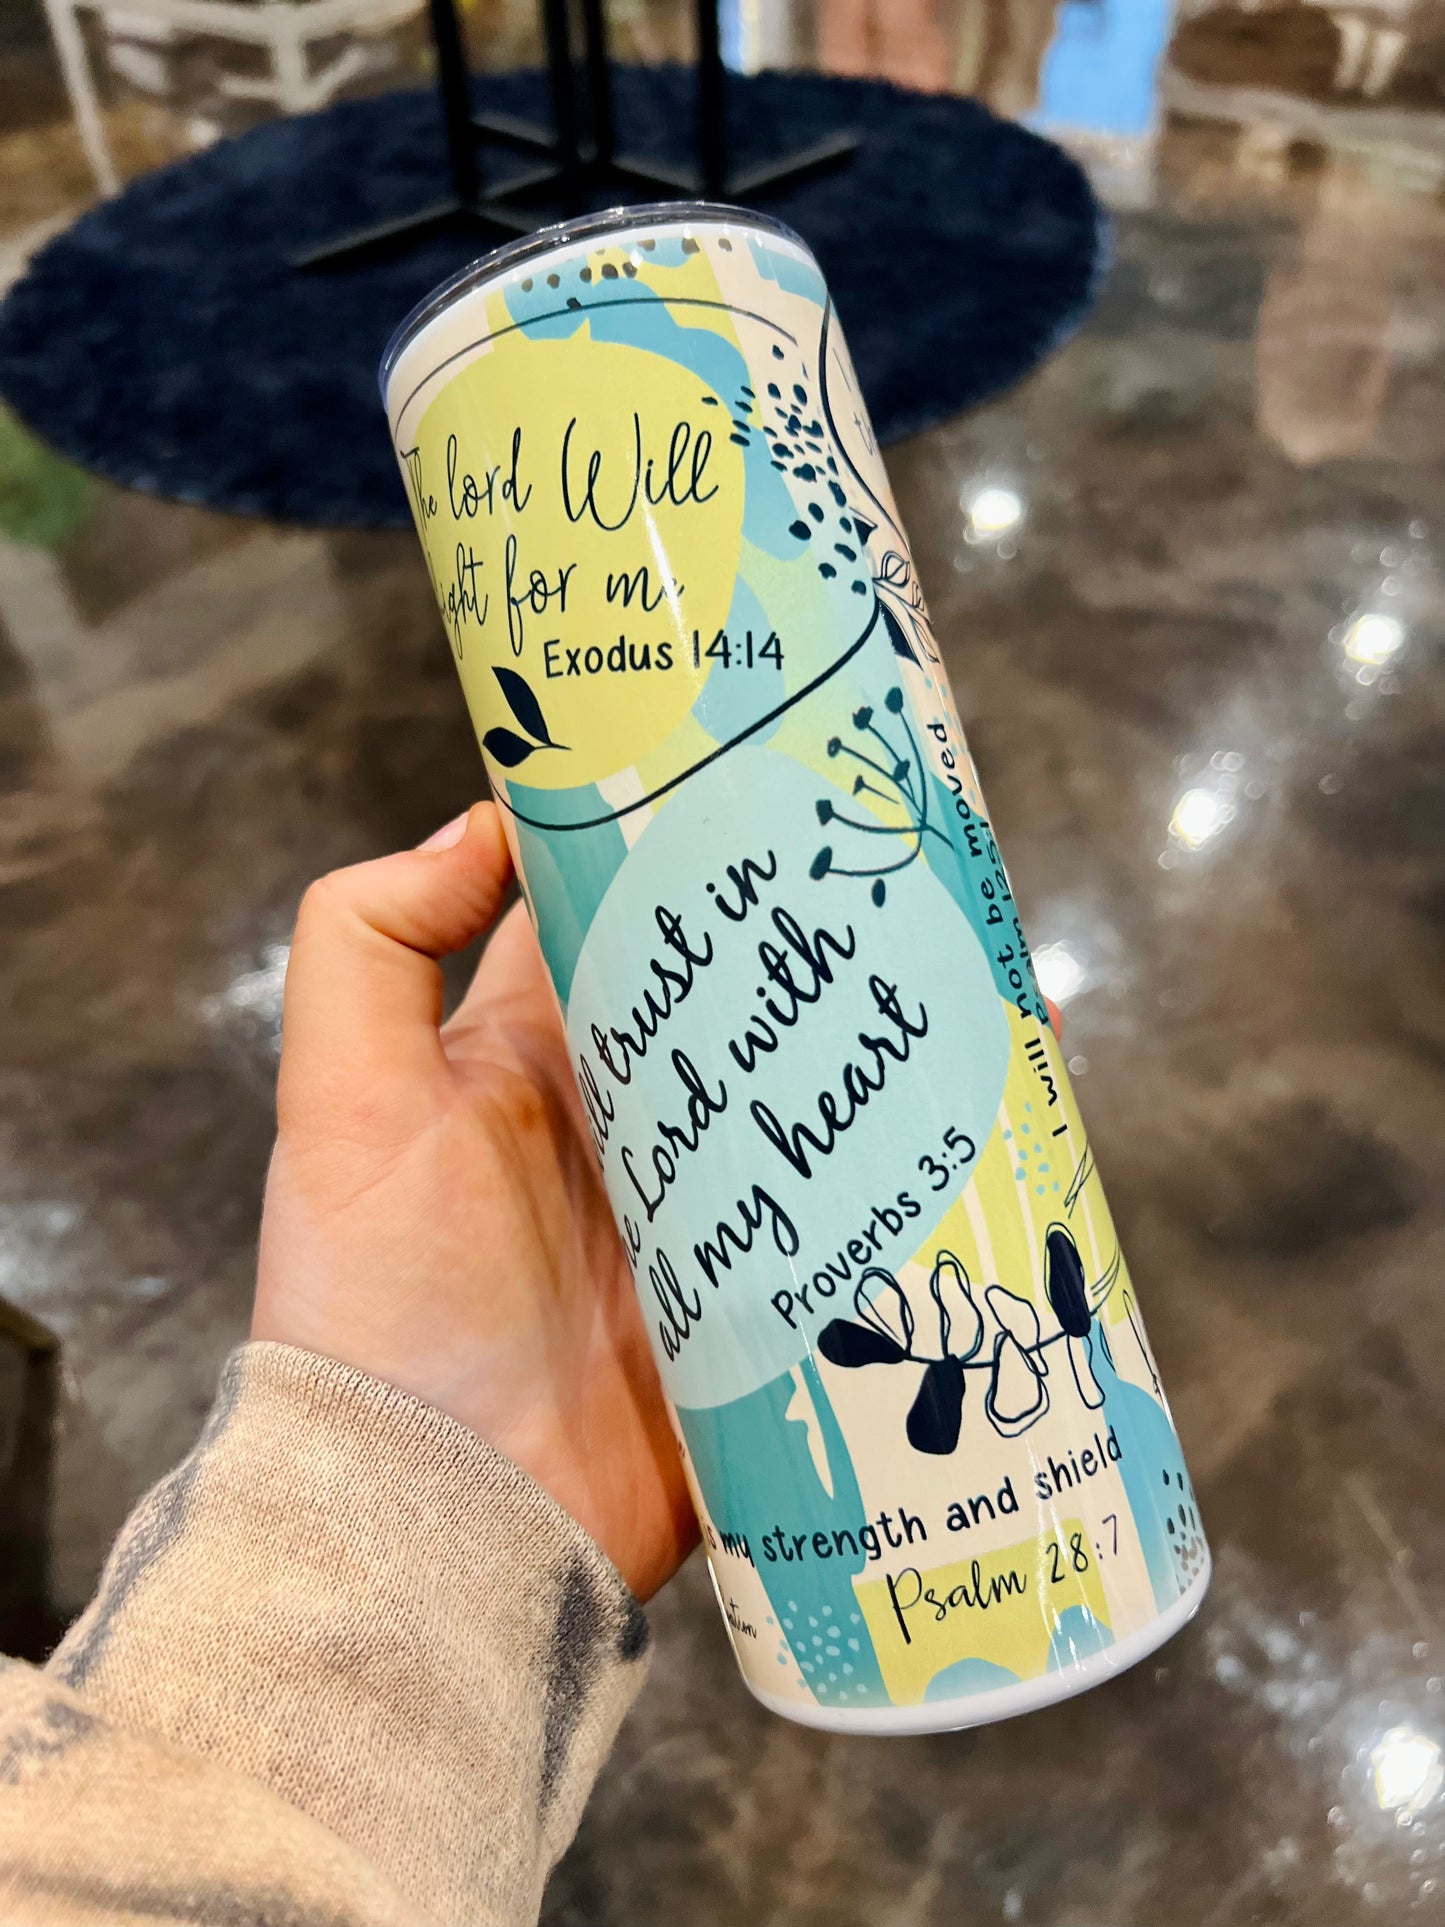 The lord Will
fight for me
Exodus 14:14
I will not be moved
trust in
Lord with
all my heart
Proverbs 3:5
is my strength and shield
Psalm 28:7